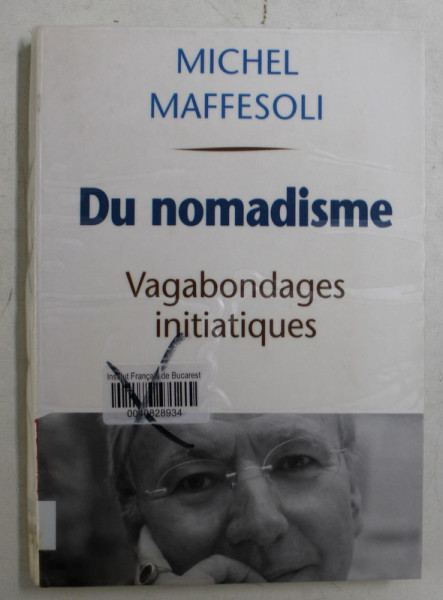 MICHEL
MAFFESOLI
Du nomadisme
Vagabondages
initiatiques
Institut Français de Bucarest
0040828934